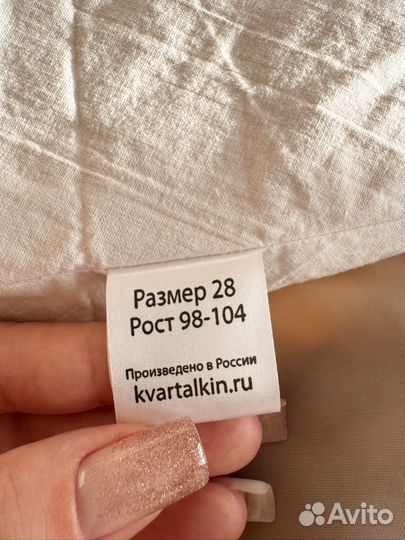 Размер 28
Рост 98-104
Произведено в России
kvartalkin.ru
Avito